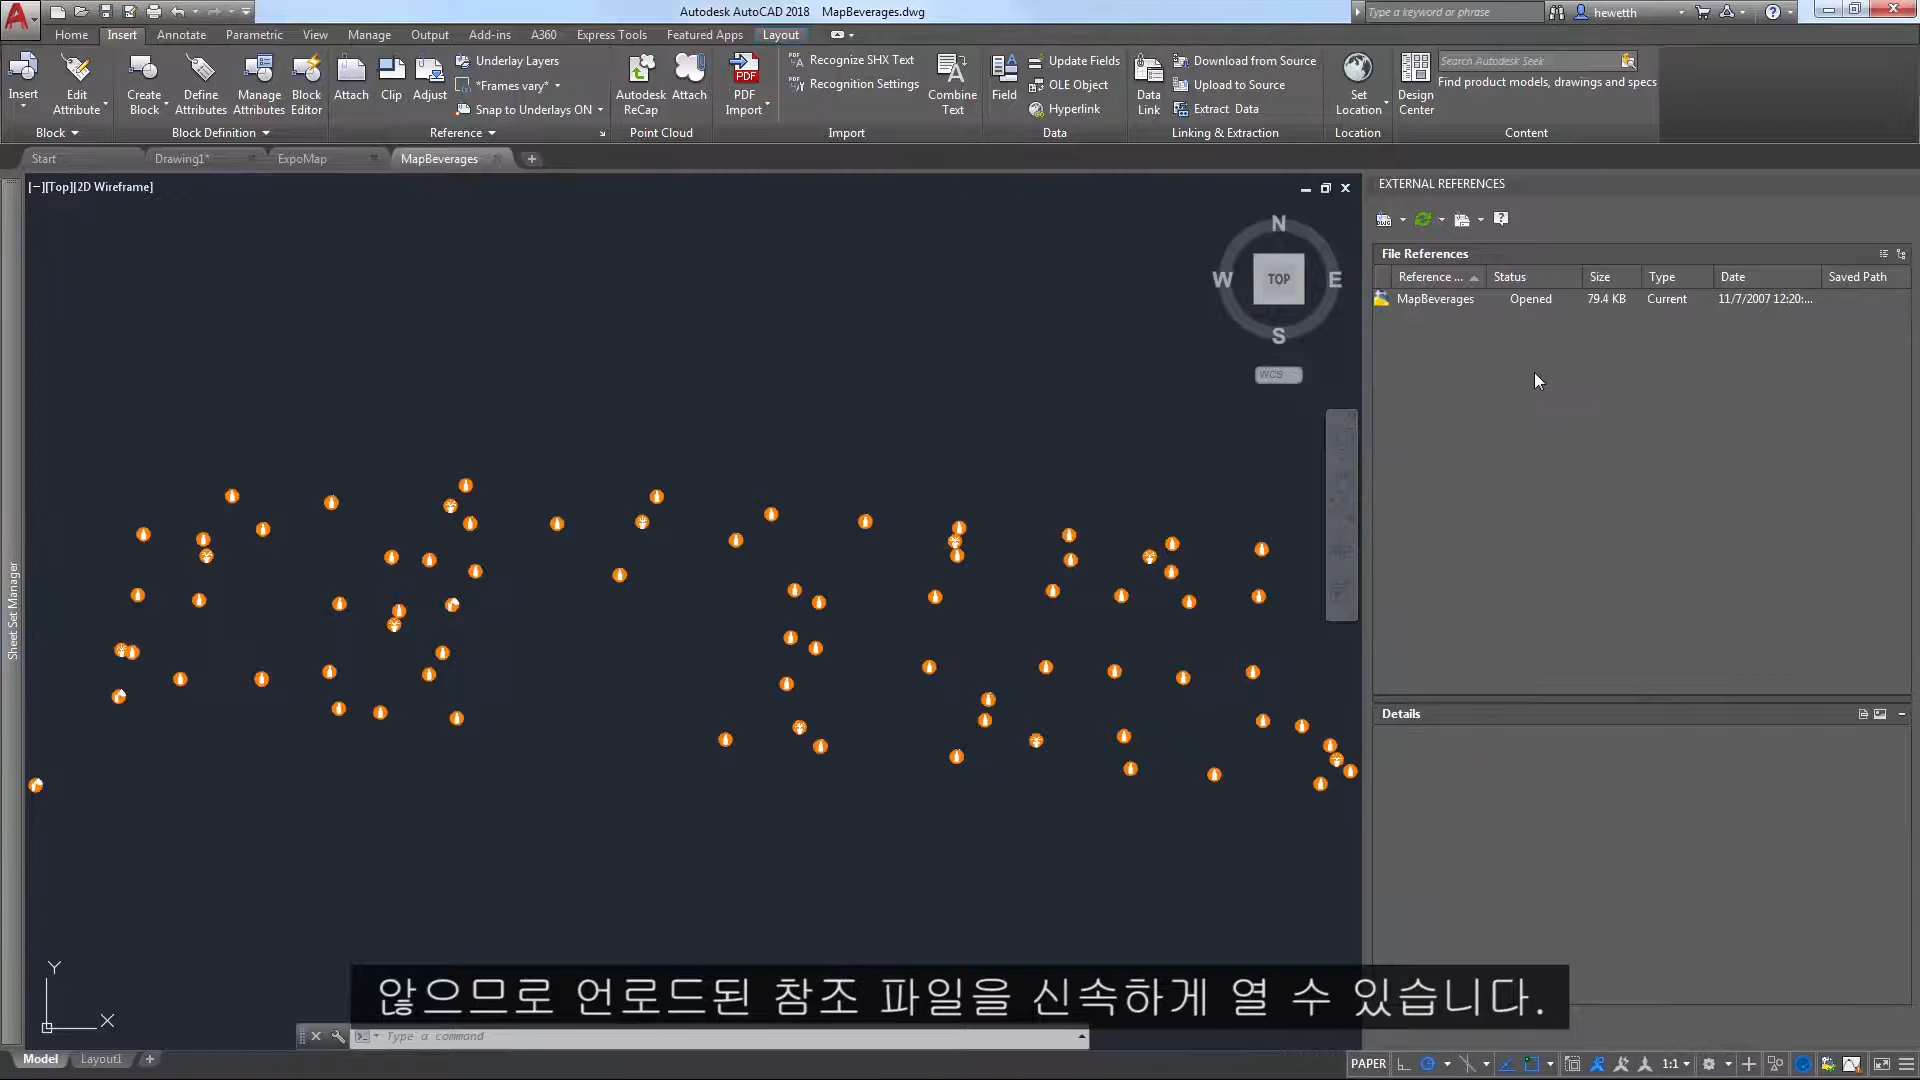 Autodesk AutoCAD 2018 MapBeverages.dwg
Type a keyword or phrase
hewetth
Home Insert Annotate Parametric View Manage Output Add-ins A360 Express Tools Featured Apps Layout
Insert
Edit Attribute
Create Block
Define Attributes
Manage Attributes
Block Editor
Attach
Clip
Adjust
Underlay Layers
*Frames vary*
Snap to Underlays ON
Autodesk ReCap
Attach
PDF Import
Recognize SHX Text
Recognition Settings
Combine Text
Field
Update Fields
OLE Object
Hyperlink
Data Link
Download from Source
Upload to Source
Extract Data
Set Location
Design Center
Search Autodesk Seek
Find product models, drawings and specs
Block Block Definition Reference Point Cloud Import Data Linking & Extraction Location Content
Start Drawing1* ExpoMap MapBeverages
[−][Top][2D Wireframe]
N
W TOP E
S
WCS
Sheet Set Manager
EXTERNAL REFERENCES
File References
Reference ... Status Size Type Date Saved Path
MapBeverages Opened 79.4 KB Current 11/7/2007 12:20:...
Details
Y
X
않으므로 언로드된 참조 파일을 신속하게 열 수 있습니다.
Type a command
Model Layout1
PAPER 1:1